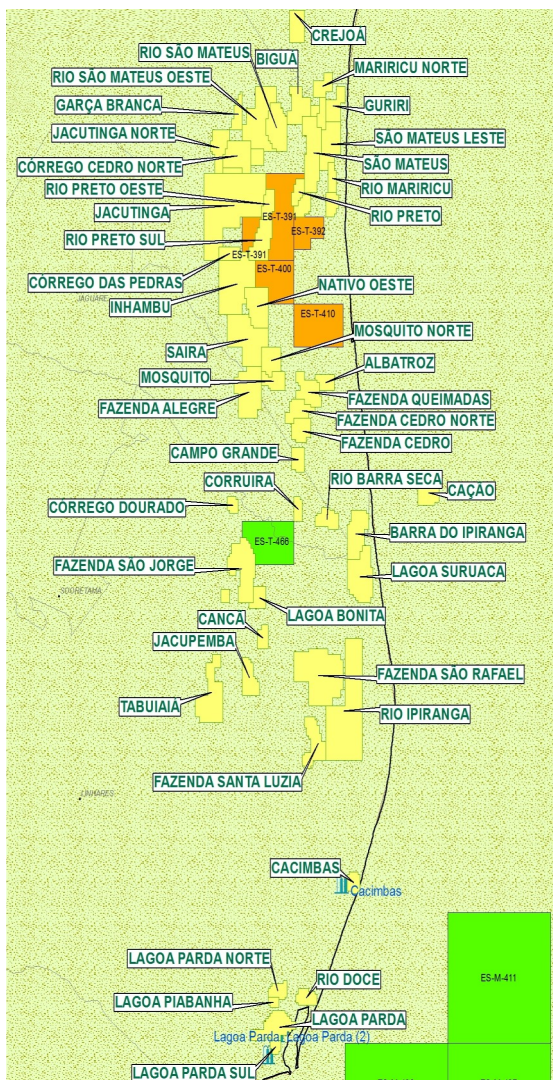 CREJOÁ
RIO SÃO MATEUS
BIGUÁ
MARIRICU NORTE
RIO SÃO MATEUS OESTE
GARÇA BRANCA
GURIRI
JACUTINGA NORTE
SÃO MATEUS LESTE
CÓRREGO CEDRO NORTE
SÃO MATEUS
RIO PRETO OESTE
RIO MARIRICU
JACUTINGA
ES-T-391
RIO PRETO
RIO PRETO SUL
ES-T-392
ES-T-391
CÓRREGO DAS PEDRAS
ES-T-400
NATIVO OESTE
JAGUARÉ
INHAMBU
ES-T-410
MOSQUITO NORTE
SAIRA
ALBATROZ
MOSQUITO
FAZENDA QUEIMADAS
FAZENDA ALEGRE
FAZENDA CEDRO NORTE
FAZENDA CEDRO
CAMPO GRANDE
CORRUIRA
RIO BARRA SECA
CAÇÃO
CÓRREGO DOURADO
BARRA DO IPIRANGA
ES-T-466
FAZENDA SÃO JORGE
LAGOA SURUACA
SOORETAMA
LAGOA BONITA
CANCÃ
JACUPEMBA
FAZENDA SÃO RAFAEL
TABUIAIÁ
RIO IPIRANGA
FAZENDA SANTA LUZIA
LINHARES
CACIMBAS
Cacimbas
LAGOA PARDA NORTE
RIO DOCE
ES-M-411
LAGOA PIABANHA
LAGOA PARDA
Lagoa Parda, Lagoa Parda (2)
LAGOA PARDA SUL